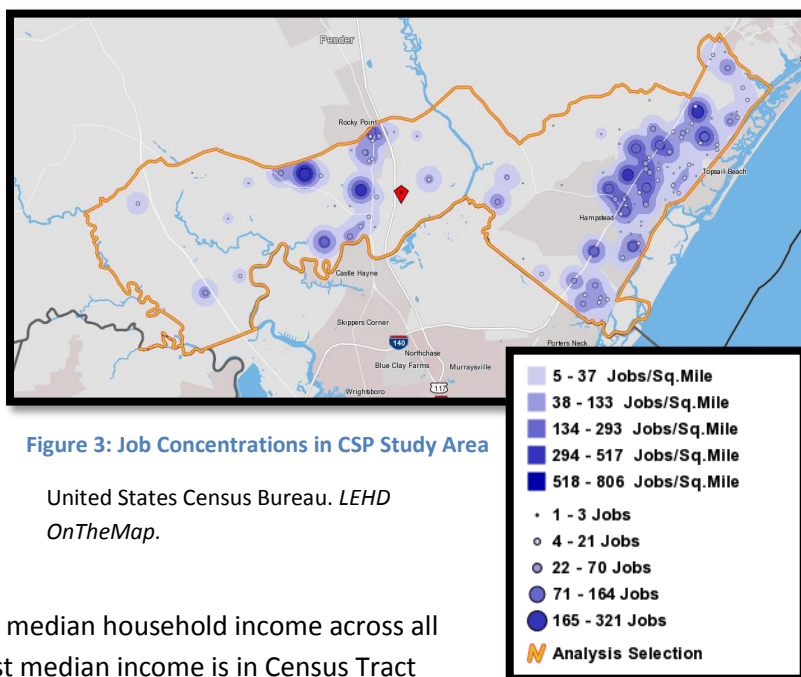 Pender
Rocky Point
Topsail Beach
Hampstead
Castle Hayne
Skippers Corner
140
Northchase
Porters Neck
Blue Clay Farms
Murraysville
117
Wrightsboro
5 - 37 Jobs/Sq.Mile
38 - 133 Jobs/Sq.Mile
134 - 293 Jobs/Sq.Mile
294 - 517 Jobs/Sq.Mile
518 - 806 Jobs/Sq.Mile
1 - 3 Jobs
4 - 21 Jobs
22 - 70 Jobs
71 - 164 Jobs
165 - 321 Jobs
Analysis Selection
Figure 3: Job Concentrations in CSP Study Area
United States Census Bureau. LEHD
OnTheMap.
median household income across all
st median income is in Census Tract